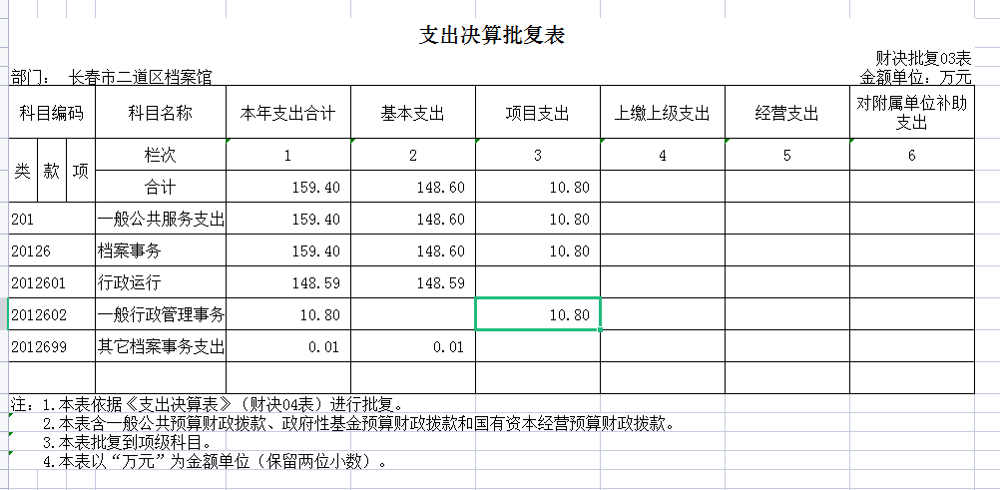 支出决算批复表
财决批复03表
部门： 长春市二道区档案馆 金额单位：万元
科目编码 科目名称 本年支出合计 基本支出 项目支出 上缴上级支出 经营支出 对附属单位补助支出
类 款 项 栏次 1 2 3 4 5 6
合计 159.40 148.60 10.80
201 一般公共服务支出 159.40 148.60 10.80
20126 档案事务 159.40 148.60 10.80
2012601 行政运行 148.59 148.59
2012602 一般行政管理事务 10.80 10.80
2012699 其它档案事务支出 0.01 0.01
注：1.本表依据《支出决算表》（财决04表）进行批复。
2.本表含一般公共预算财政拨款、政府性基金预算财政拨款和国有资本经营预算财政拨款。
3.本表批复到项级科目。
4.本表以“万元”为金额单位（保留两位小数）。